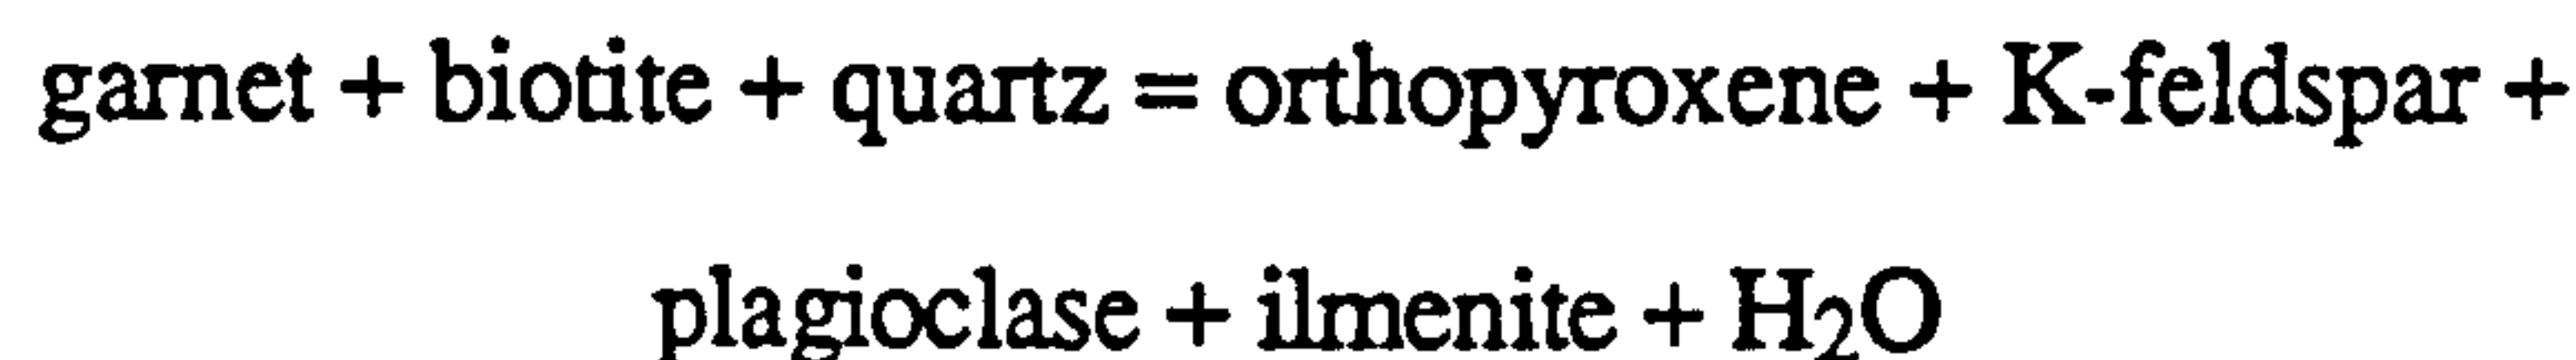 garnet + biotite + quartz = orthopyroxene + K-feldspar +
plagioclase + ilmenite + H₂O